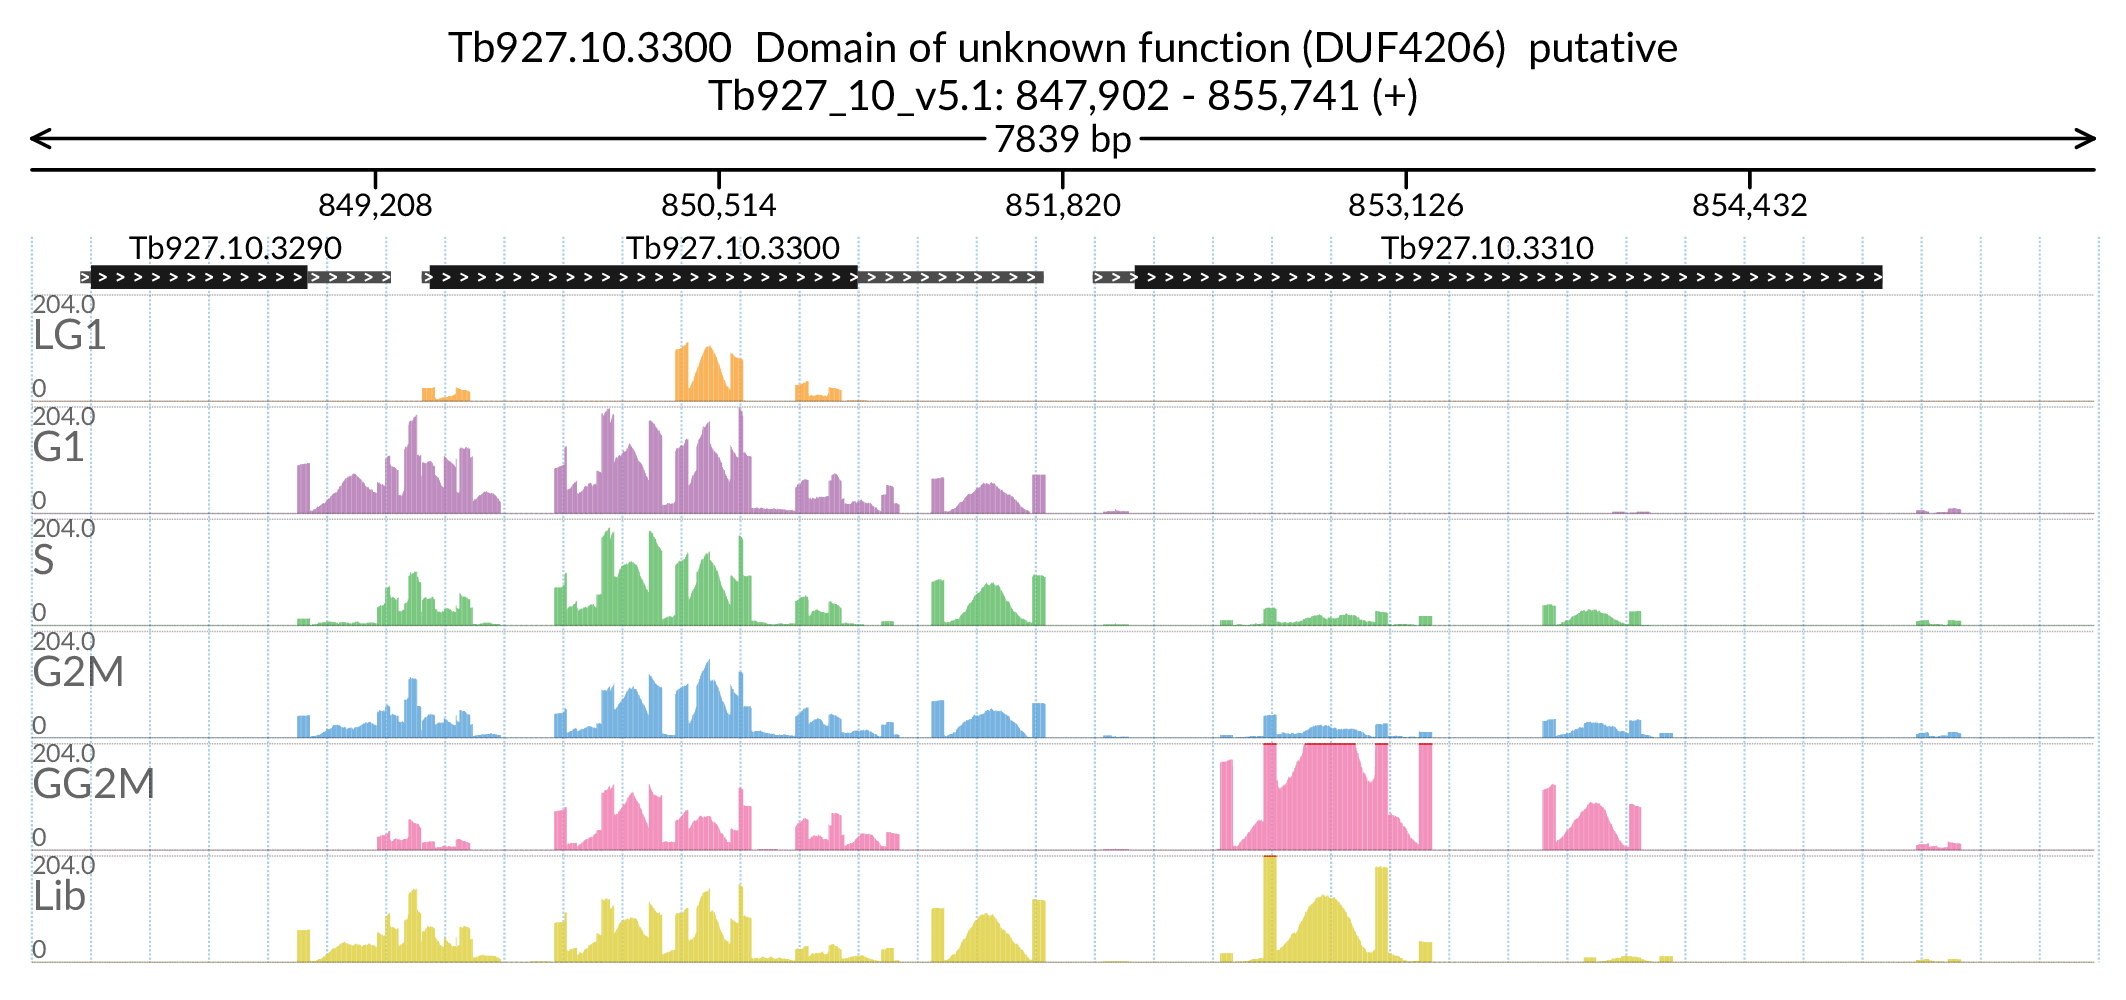 Tb927.10.3300  Domain of unknown function (DUF4206)  putative
Tb927_10_v5.1: 847,902 - 855,741 (+)
7839 bp
849,208 850,514 851,820 853,126 854,432
Tb927.10.3290 Tb927.10.3300 Tb927.10.3310
204.0
LG1
0
204.0
G1
0
204.0
S
0
204.0
G2M
0
204.0
GG2M
0
204.0
Lib
0